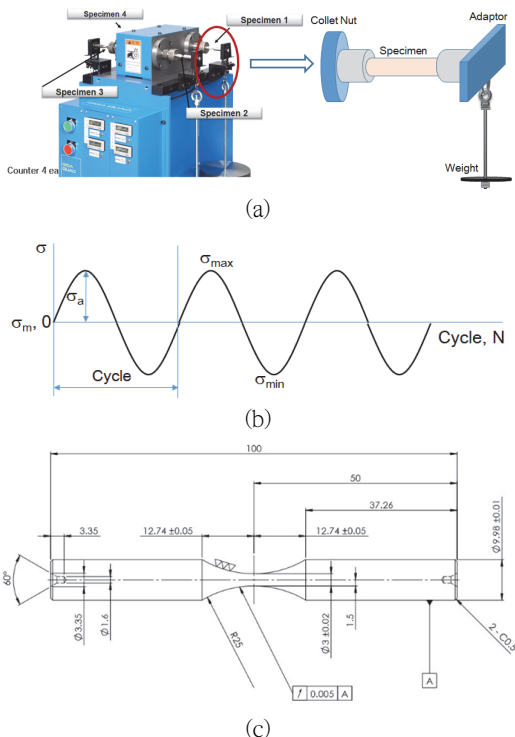 Specimen 4
Specimen 1
Specimen 3
Specimen 2
Counter 4 ea
Collet Nut
Adaptor
Specimen
Weight
(a)
σ
σmax
σa
σm, 0
Cycle, N
Cycle
σmin
(b)
100
50
37.26
3.35
12.74 ±0.05
12.74 ±0.05
Ø9.98 ±0.01
60°
Ø3.35
Ø1.6
R25
Ø3 ±0.02
1.5
2-C0.5
A
0.005 A
(c)